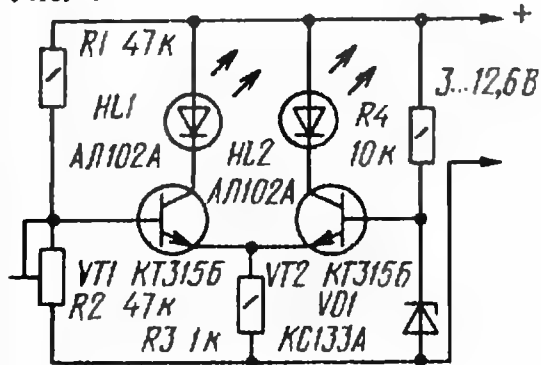 R1 47к
+
HL1
АЛ102А
HL2
АЛ102А
R4
10к
3...12,6 В
VT1 КТ315Б
R2 47к
R3 1к
VT2 КТ315Б
VD1
КС133А